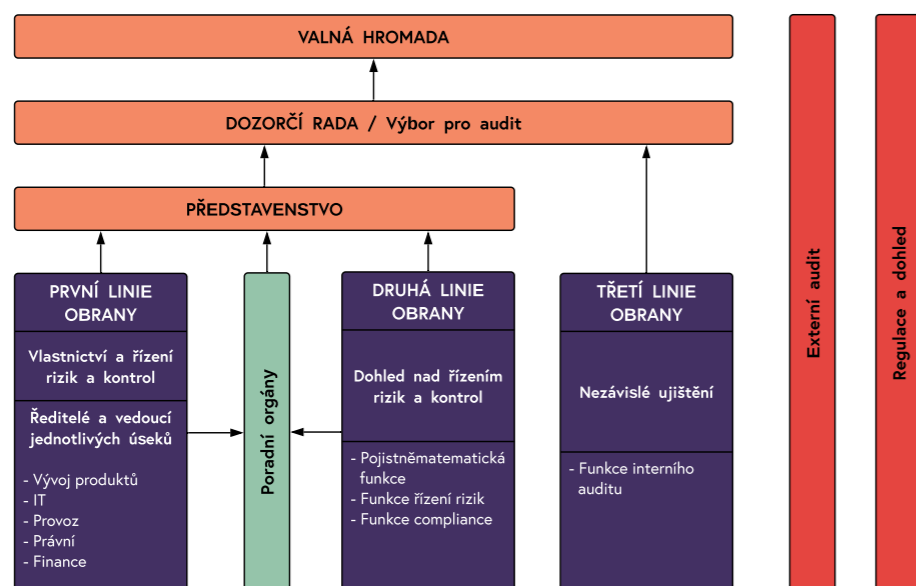 VALNÁ HROMADA
DOZORČÍ RADA / Výbor pro audit
PŘEDSTAVENSTVO
PRVNÍ LINIE
OBRANY
Vlastnictví a řízení
rizik a kontrol
Ředitelé a vedoucí
jednotlivých úseků
- Vývoj produktů
- IT
- Provoz
- Právní
- Finance
Poradní orgány
DRUHÁ LINIE
OBRANY
Dohled nad řízením
rizik a kontrol
- Pojistněmatematická
funkce
- Funkce řízení rizik
- Funkce compliance
TŘETÍ LINIE
OBRANY
Nezávislé ujištění
- Funkce interního
auditu
Externí audit
Regulace a dohled